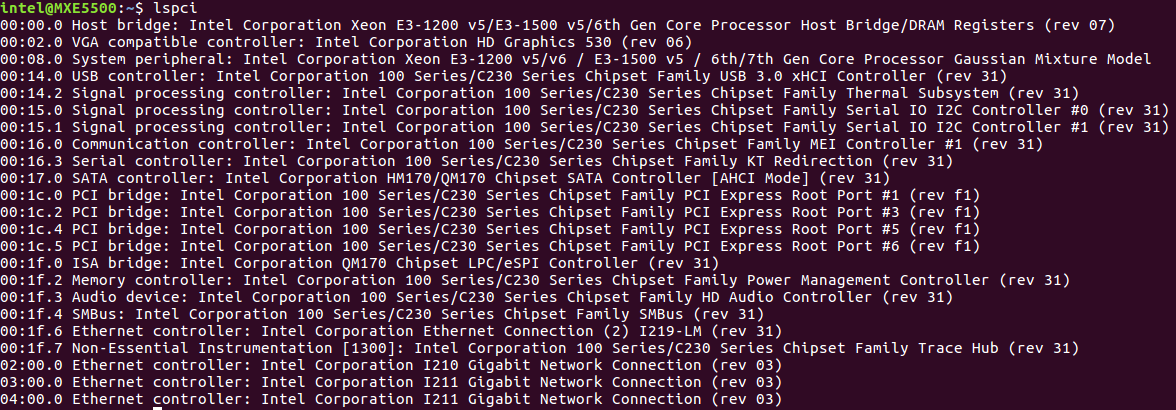 intel@MXE5500:~$ lspci
00:00.0 Host bridge: Intel Corporation Xeon E3-1200 v5/E3-1500 v5/6th Gen Core Processor Host Bridge/DRAM Registers (rev 07)
00:02.0 VGA compatible controller: Intel Corporation HD Graphics 530 (rev 06)
00:08.0 System peripheral: Intel Corporation Xeon E3-1200 v5/v6 / E3-1500 v5 / 6th/7th Gen Core Processor Gaussian Mixture Model
00:14.0 USB controller: Intel Corporation 100 Series/C230 Series Chipset Family USB 3.0 xHCI Controller (rev 31)
00:14.2 Signal processing controller: Intel Corporation 100 Series/C230 Series Chipset Family Thermal Subsystem (rev 31)
00:15.0 Signal processing controller: Intel Corporation 100 Series/C230 Series Chipset Family Serial IO I2C Controller #0 (rev 31)
00:15.1 Signal processing controller: Intel Corporation 100 Series/C230 Series Chipset Family Serial IO I2C Controller #1 (rev 31)
00:16.0 Communication controller: Intel Corporation 100 Series/C230 Series Chipset Family MEI Controller #1 (rev 31)
00:16.3 Serial controller: Intel Corporation 100 Series/C230 Series Chipset Family KT Redirection (rev 31)
00:17.0 SATA controller: Intel Corporation HM170/QM170 Chipset SATA Controller [AHCI Mode] (rev 31)
00:1c.0 PCI bridge: Intel Corporation 100 Series/C230 Series Chipset Family PCI Express Root Port #1 (rev f1)
00:1c.2 PCI bridge: Intel Corporation 100 Series/C230 Series Chipset Family PCI Express Root Port #3 (rev f1)
00:1c.4 PCI bridge: Intel Corporation 100 Series/C230 Series Chipset Family PCI Express Root Port #5 (rev f1)
00:1c.5 PCI bridge: Intel Corporation 100 Series/C230 Series Chipset Family PCI Express Root Port #6 (rev f1)
00:1f.0 ISA bridge: Intel Corporation QM170 Chipset LPC/eSPI Controller (rev 31)
00:1f.2 Memory controller: Intel Corporation 100 Series/C230 Series Chipset Family Power Management Controller (rev 31)
00:1f.3 Audio device: Intel Corporation 100 Series/C230 Series Chipset Family HD Audio Controller (rev 31)
00:1f.4 SMBus: Intel Corporation 100 Series/C230 Series Chipset Family SMBus (rev 31)
00:1f.6 Ethernet controller: Intel Corporation Ethernet Connection (2) I219-LM (rev 31)
00:1f.7 Non-Essential Instrumentation [1300]: Intel Corporation 100 Series/C230 Series Chipset Family Trace Hub (rev 31)
02:00.0 Ethernet controller: Intel Corporation I210 Gigabit Network Connection (rev 03)
03:00.0 Ethernet controller: Intel Corporation I211 Gigabit Network Connection (rev 03)
04:00.0 Ethernet controller: Intel Corporation I211 Gigabit Network Connection (rev 03)